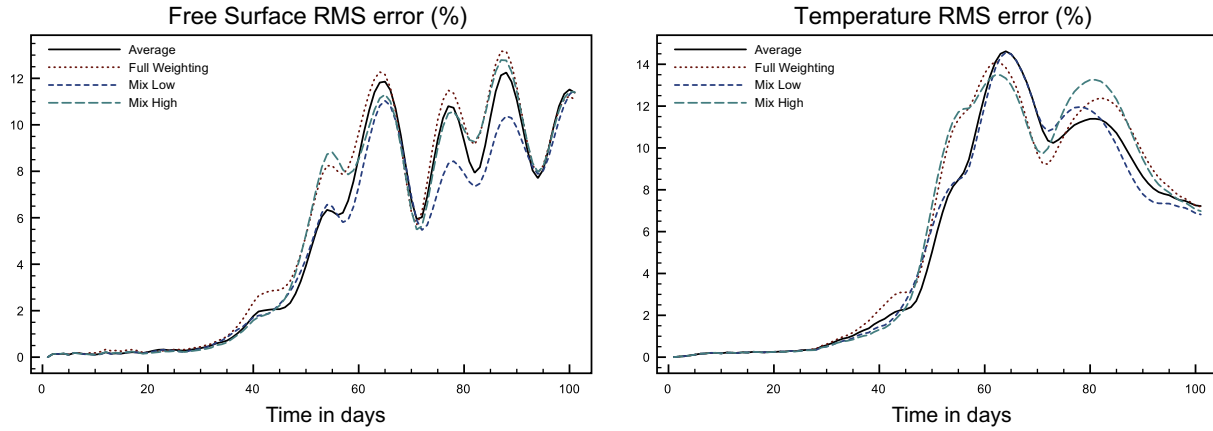 Free Surface RMS error (%)
Average
Full Weighting
Mix Low
Mix High
12
10
8
6
4
2
0
0 20 40 60 80 100
Time in days
Temperature RMS error (%)
Average
Full Weighting
Mix Low
Mix High
14
12
10
8
6
4
2
0
0 20 40 60 80 100
Time in days